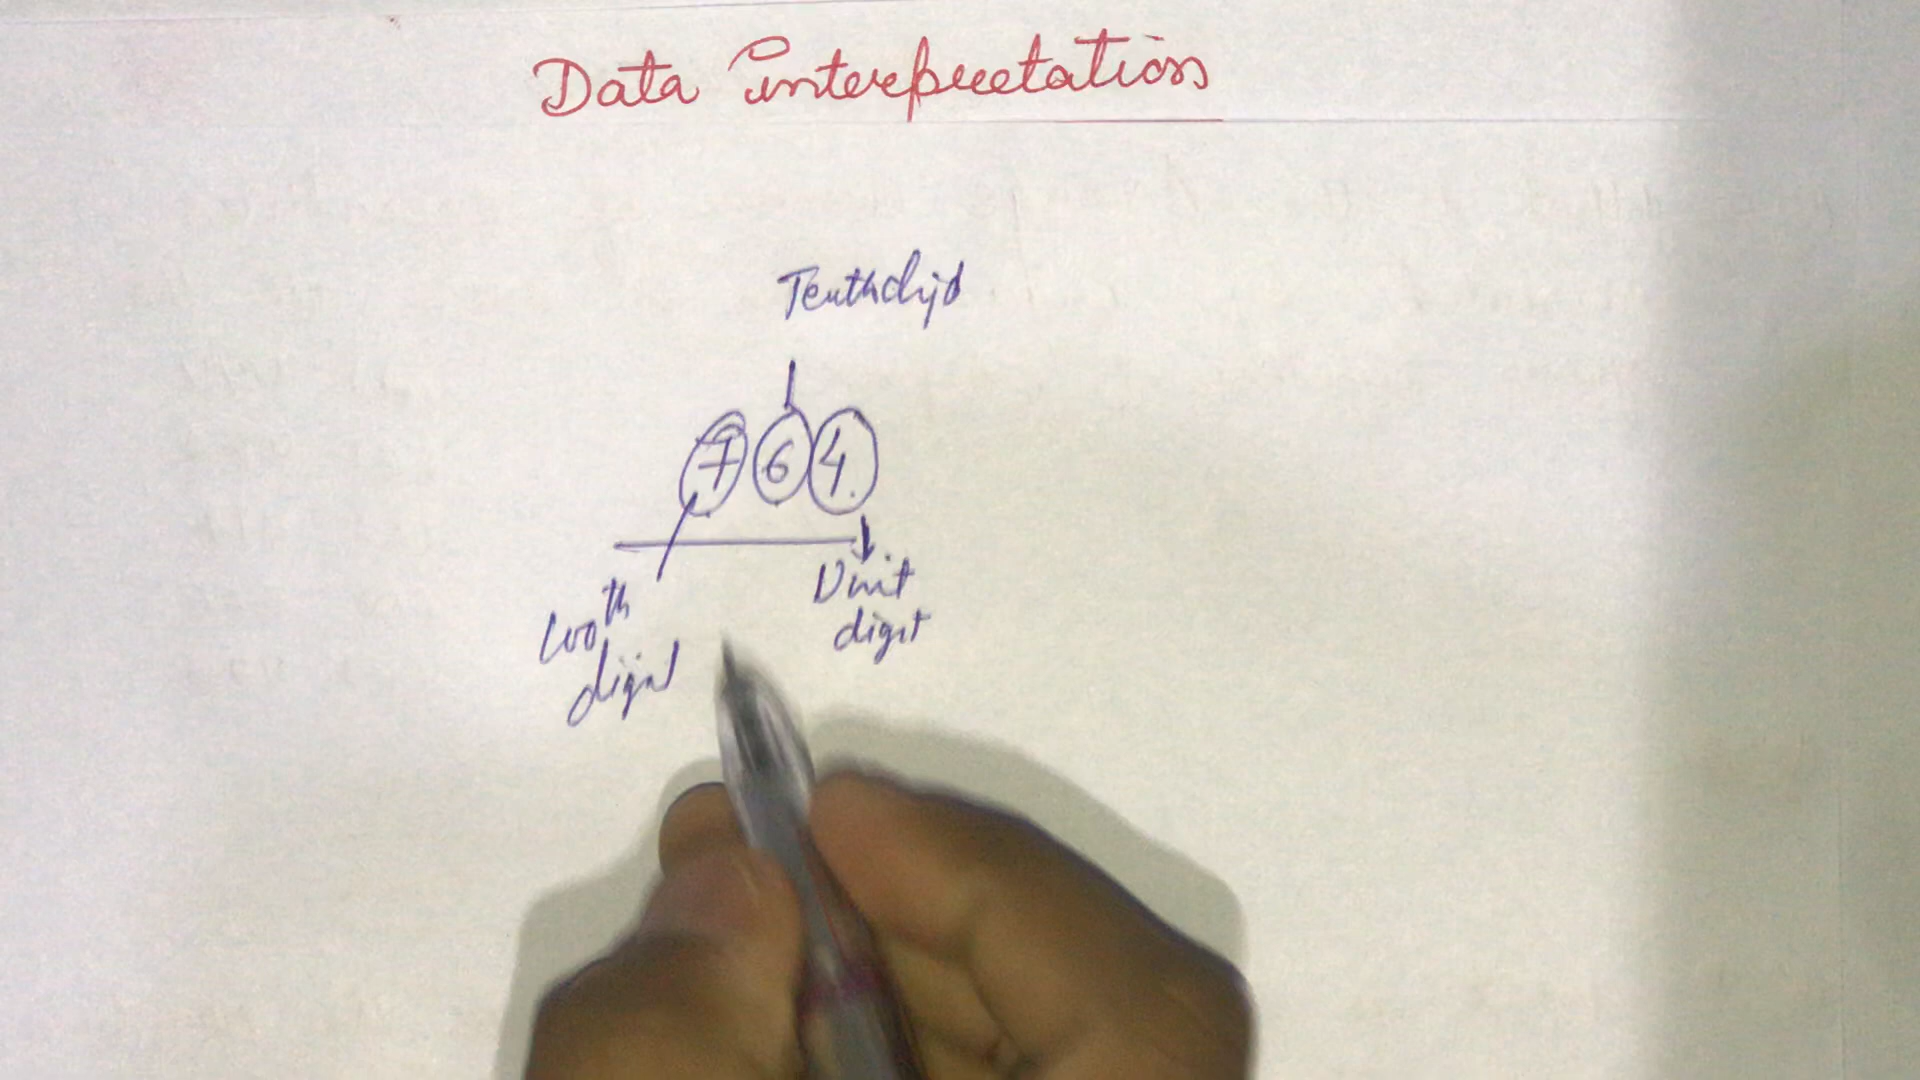 Data interpretation
Tenth digit
7 6 4
100th
digit
Unit
digit